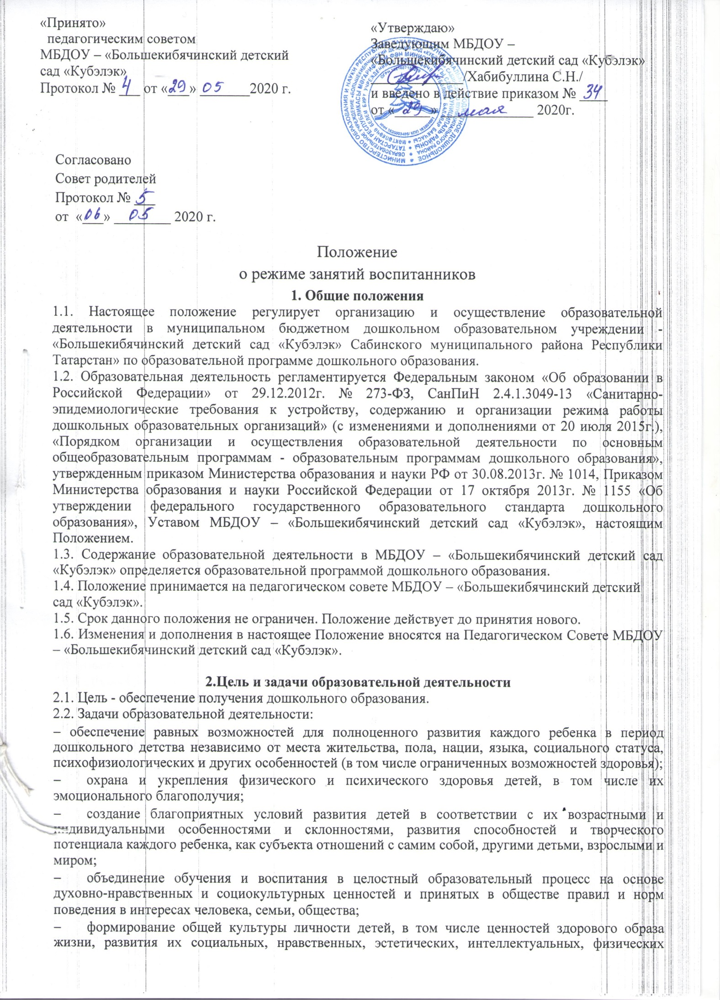 «Принято»
педагогическим советом
МБДОУ – «Большекибячинский детский
сад «Кубэлэк»
Протокол № 4 от «29» 05 2020 г.
«Утверждаю»
Заведующим МБДОУ –
«Большекибячинский детский сад «Кубэлэк»
/Хабибуллина С.Н./
и введено в действие приказом № 34
от «29» мая 2020г.
Согласовано
Совет родителей
Протокол № 5
от «06» 05 2020 г.
Положение
о режиме занятий воспитанников
1. Общие положения
1.1. Настоящее положение регулирует организацию и осуществление образовательной
деятельности в муниципальном бюджетном дошкольном образовательном учреждении -
«Большекибячинский детский сад «Кубэлэк» Сабинского муниципального района Республики
Татарстан» по образовательной программе дошкольного образования.
1.2. Образовательная деятельность регламентируется Федеральным законом «Об образовании в
Российской Федерации» от 29.12.2012г. № 273-ФЗ, СанПиН 2.4.1.3049-13 «Санитарно-
эпидемиологические требования к устройству, содержанию и организации режима работы
дошкольных образовательных организаций» (с изменениями и дополнениями от 20 июля 2015г.),
«Порядком организации и осуществления образовательной деятельности по основным
общеобразовательным программам - образовательным программам дошкольного образования»,
утвержденным приказом Министерства образования и науки РФ от 30.08.2013г. № 1014, Приказом
Министерства образования и науки Российской Федерации от 17 октября 2013г. № 1155 «Об
утверждении федерального государственного образовательного стандарта дошкольного
образования», Уставом МБДОУ – «Большекибячинский детский сад «Кубэлэк», настоящим
Положением.
1.3. Содержание образовательной деятельности в МБДОУ – «Большекибячинский детский сад
«Кубэлэк» определяется образовательной программой дошкольного образования.
1.4. Положение принимается на педагогическом совете МБДОУ – «Большекибячинский детский
сад «Кубэлэк».
1.5. Срок данного положения не ограничен. Положение действует до принятия нового.
1.6. Изменения и дополнения в настоящее Положение вносятся на Педагогическом Совете МБДОУ
– «Большекибячинский детский сад «Кубэлэк».
2.Цель и задачи образовательной деятельности
2.1. Цель - обеспечение получения дошкольного образования.
2.2. Задачи образовательной деятельности:
– обеспечение равных возможностей для полноценного развития каждого ребенка в период
дошкольного детства независимо от места жительства, пола, нации, языка, социального статуса,
психофизиологических и других особенностей (в том числе ограниченных возможностей здоровья);
– охрана и укрепления физического и психического здоровья детей, в том числе их
эмоционального благополучия;
– создание благоприятных условий развития детей в соответствии с их возрастными и
индивидуальными особенностями и склонностями, развития способностей и творческого
потенциала каждого ребенка, как субъекта отношений с самим собой, другими детьми, взрослыми и
миром;
– объединение обучения и воспитания в целостный образовательный процесс на основе
духовно-нравственных и социокультурных ценностей и принятых в обществе правил и норм
поведения в интересах человека, семьи, общества;
– формирование общей культуры личности детей, в том числе ценностей здорового образа
жизни, развития их социальных, нравственных, эстетических, интеллектуальных, физических